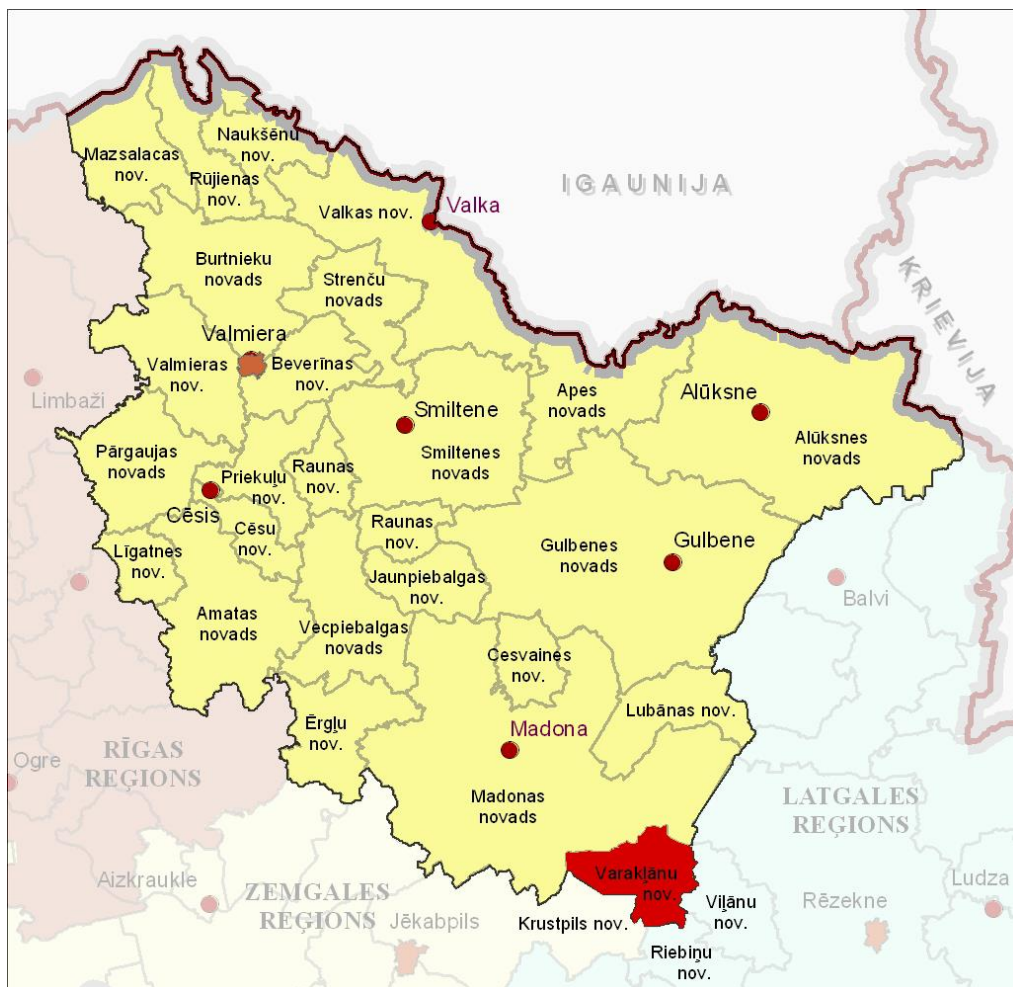 Naukšēnu
nov.
Mazsalacas
nov.
Rūjienas
nov.
IGAUNIJA
Valkas nov.
Valka
Burtnieku
novads
Strenču
novads
KRIEVIJA
Valmiera
Valmieras
nov.
Beverīnas
nov.
Limbaži
Apes
novads
Alūksne
Smiltene
Alūksnes
novads
Pārgaujas
novads
Priekuļu
nov.
Raunas
nov.
Smiltenes
novads
Cēsis
Cēsu
nov.
Raunas
nov.
Līgatnes
nov.
Gulbenes
novads
Gulbene
Jaunpiebalgas
nov.
Balvi
Amatas
novads
Vecpiebalgas
novads
Cesvaines
nov.
Ērgļu
nov.
Lubānas nov.
Madona
RĪGAS
REĢIONS
Ogre
Madonas
novads
LATGALES
REĢIONS
Varakļānu
nov.
Aizkraukle
ZEMGALES
REĢIONS
Jēkabpils
Krustpils nov.
Viļānu
nov.
Rēzekne
Ludza
Riebiņu
nov.